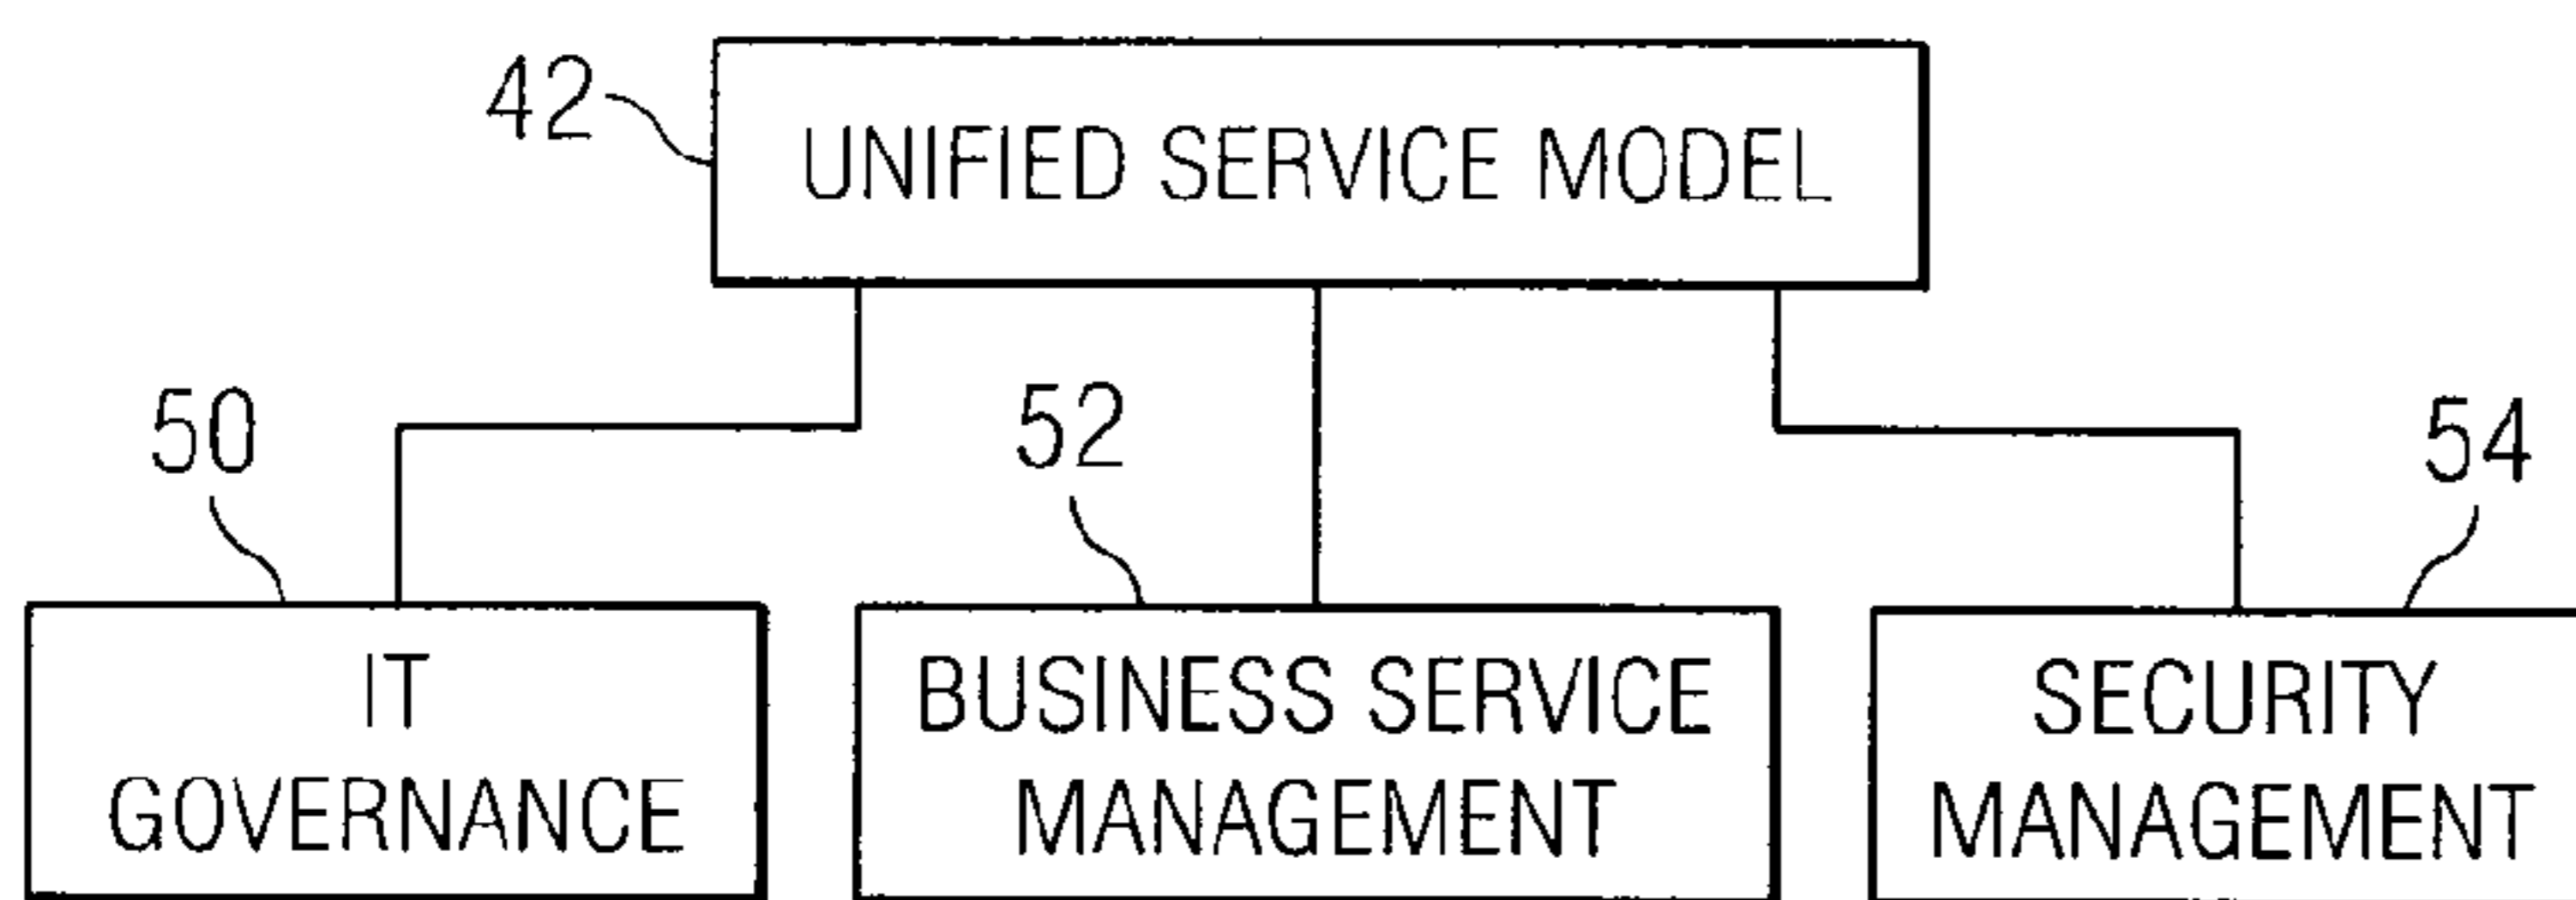 42
UNIFIED SERVICE MODEL
50
52
54
IT
GOVERNANCE
BUSINESS SERVICE
MANAGEMENT
SECURITY
MANAGEMENT